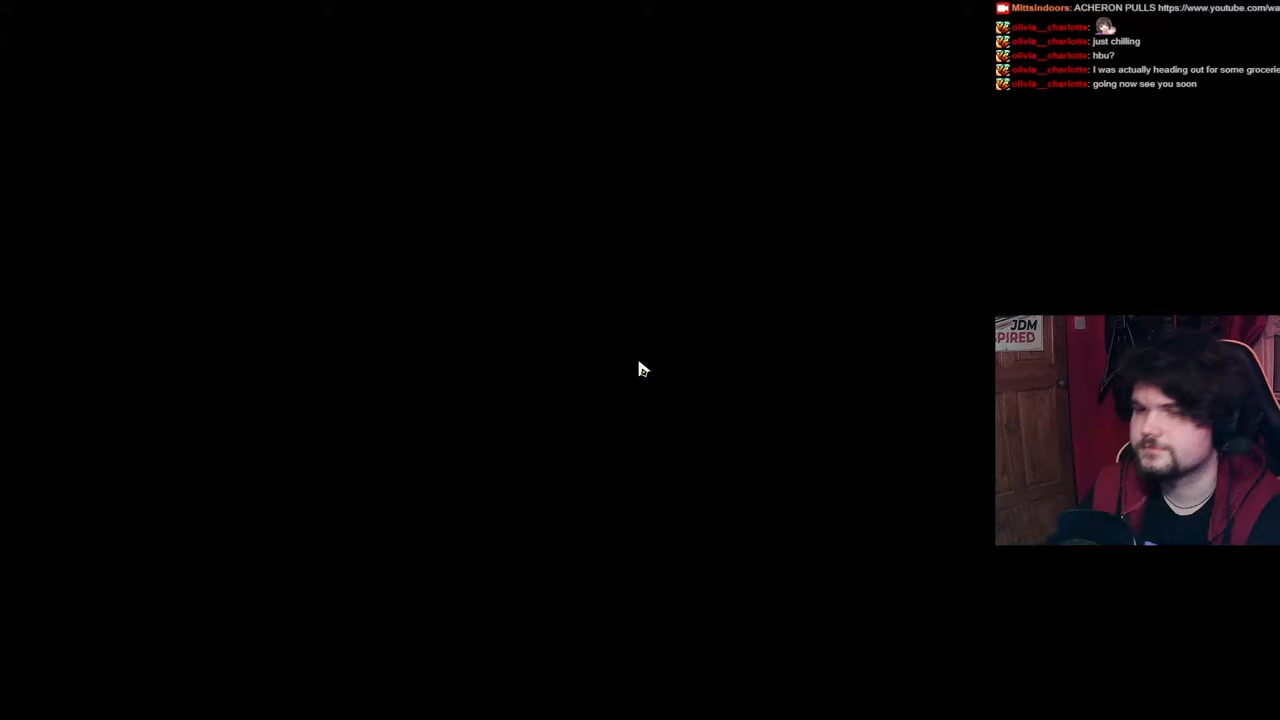 MittsIndoors: ACHERON PULLS https://www.youtube.com/wa
olivia__charlotte:
olivia__charlotte: just chilling
olivia__charlotte: hbu?
olivia__charlotte: I was actually heading out for some grocerie
olivia__charlotte: going now see you soon
JDM
SPIRED